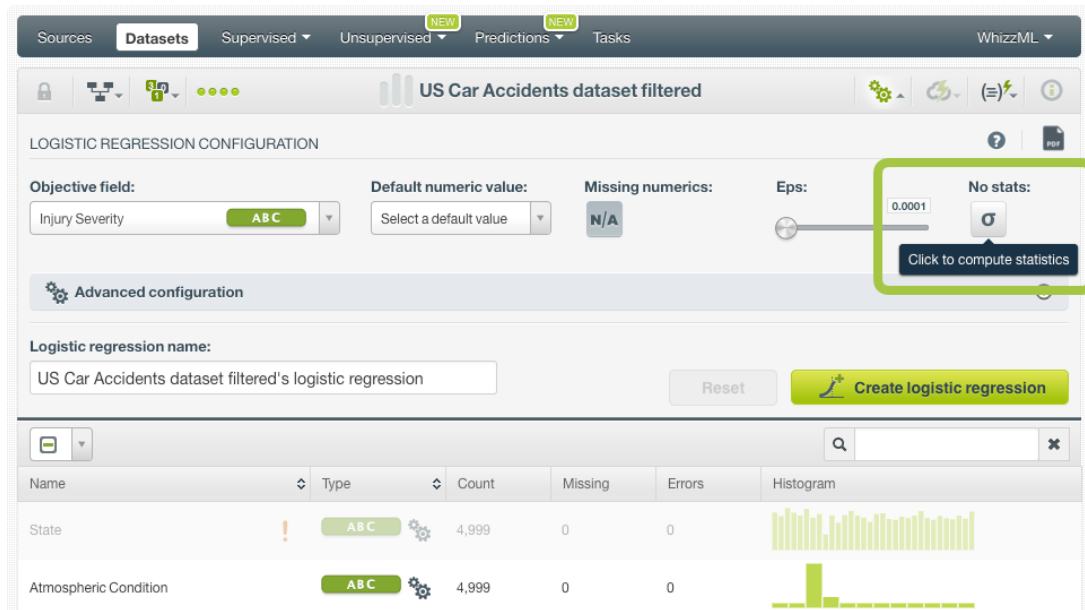 NEW NEW
Sources Datasets Supervised Unsupervised Predictions Tasks WhizzML
US Car Accidents dataset filtered
LOGISTIC REGRESSION CONFIGURATION
PDF
Objective field: Default numeric value: Missing numerics: Eps: No stats:
0.0001
Injury Severity ABC Select a default value N/A σ
Click to compute statistics
Advanced configuration
Logistic regression name:
US Car Accidents dataset filtered's logistic regression
Reset Create logistic regression
Name Type Count Missing Errors Histogram
State ! ABC 4,999 0 0
Atmospheric Condition ABC 4,999 0 0